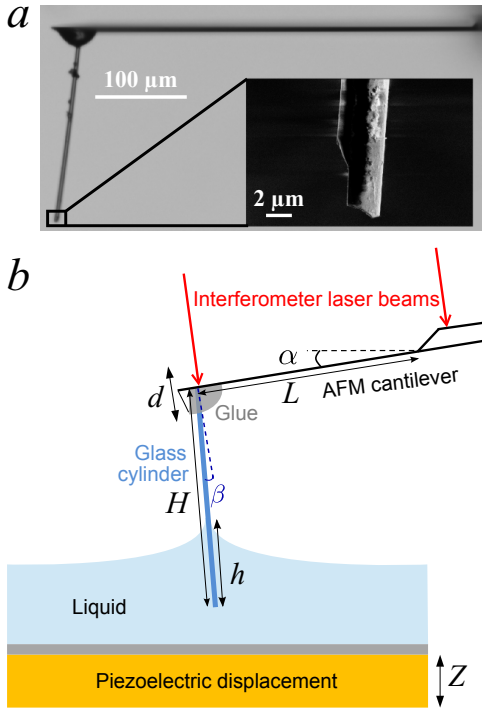 a
100 μm
2 μm
b
Interferometer laser beams
α
d
L
AFM cantilever
Glue
Glass
cylinder
β
H
h
Liquid
Piezoelectric displacement
Z